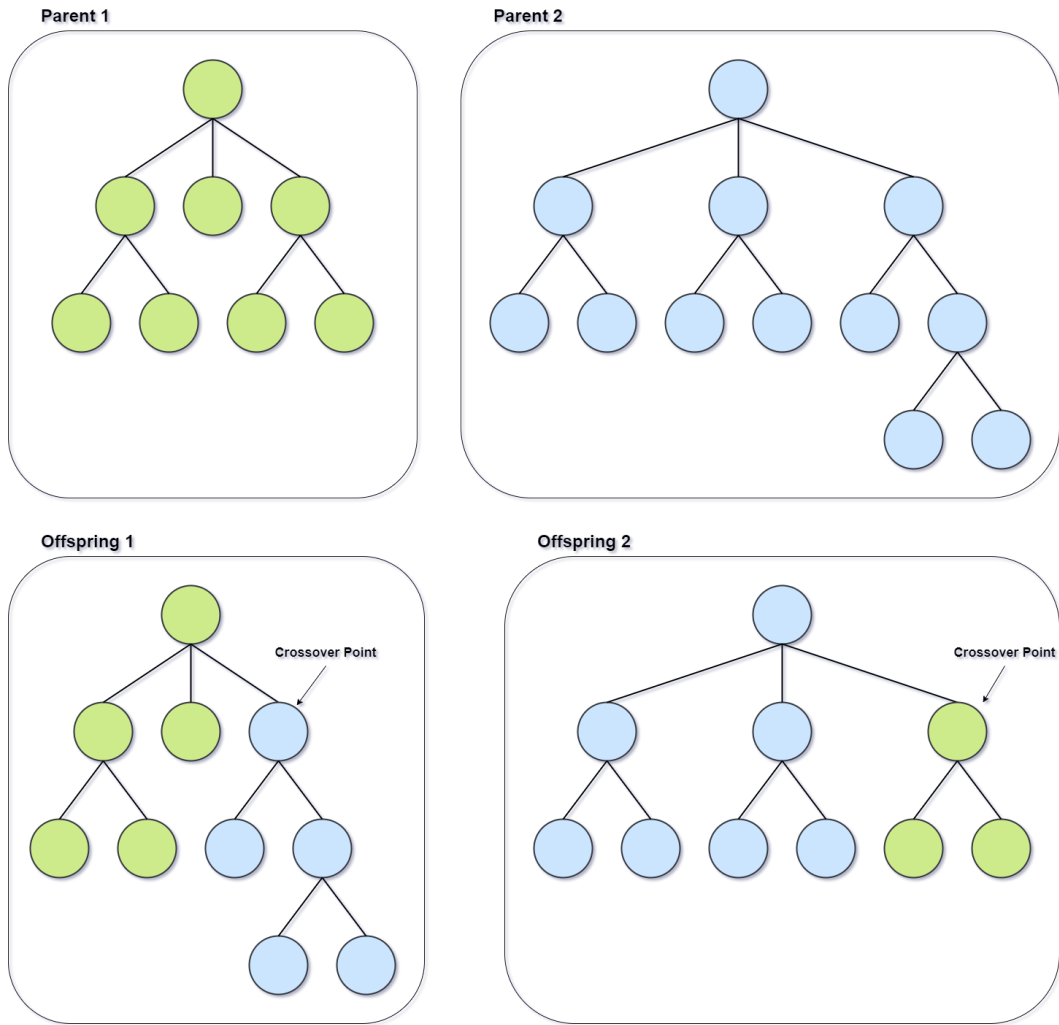 Parent 1
Parent 2
Offspring 1
Offspring 2
Crossover Point
Crossover Point